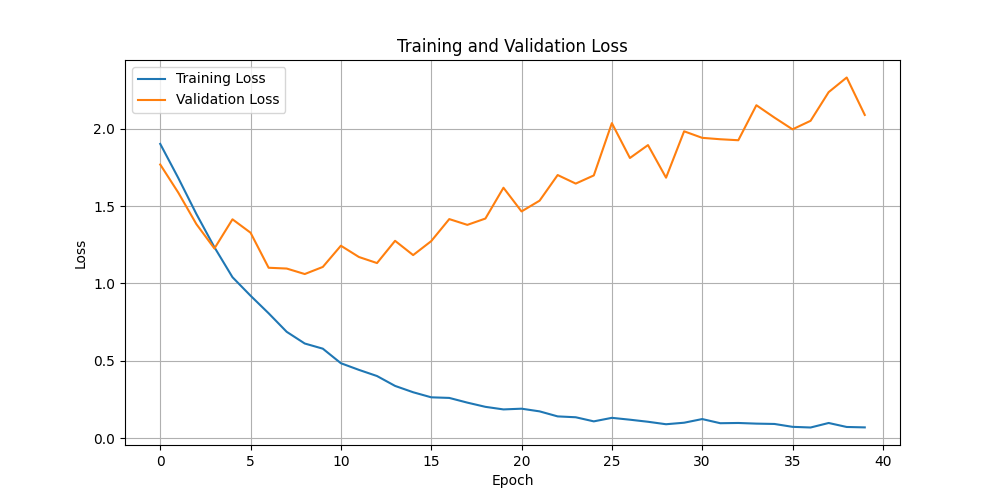 Training and Validation Loss
Training Loss
Validation Loss
2.0
1.5
1.0
0.5
0.0
Loss
0 5 10 15 20 25 30 35 40
Epoch